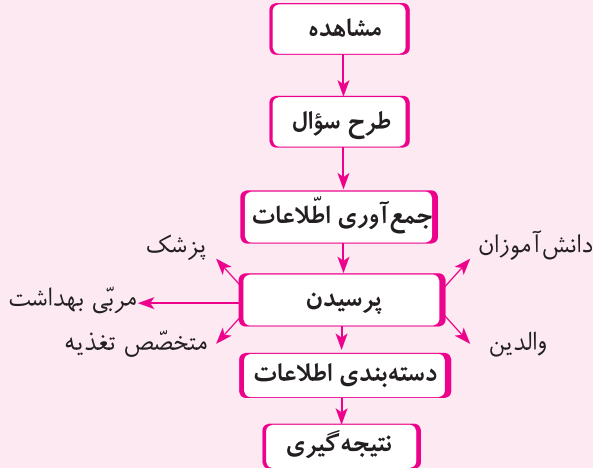 مشاهده
طرح سؤال
جمع‌آوری اطّلاعات
دانش‌آموزان
پزشک
پرسیدن
مربّی بهداشت
والدین
متخصّص تغذیه
دسته‌بندی اطلاعات
نتیجه‌گیری